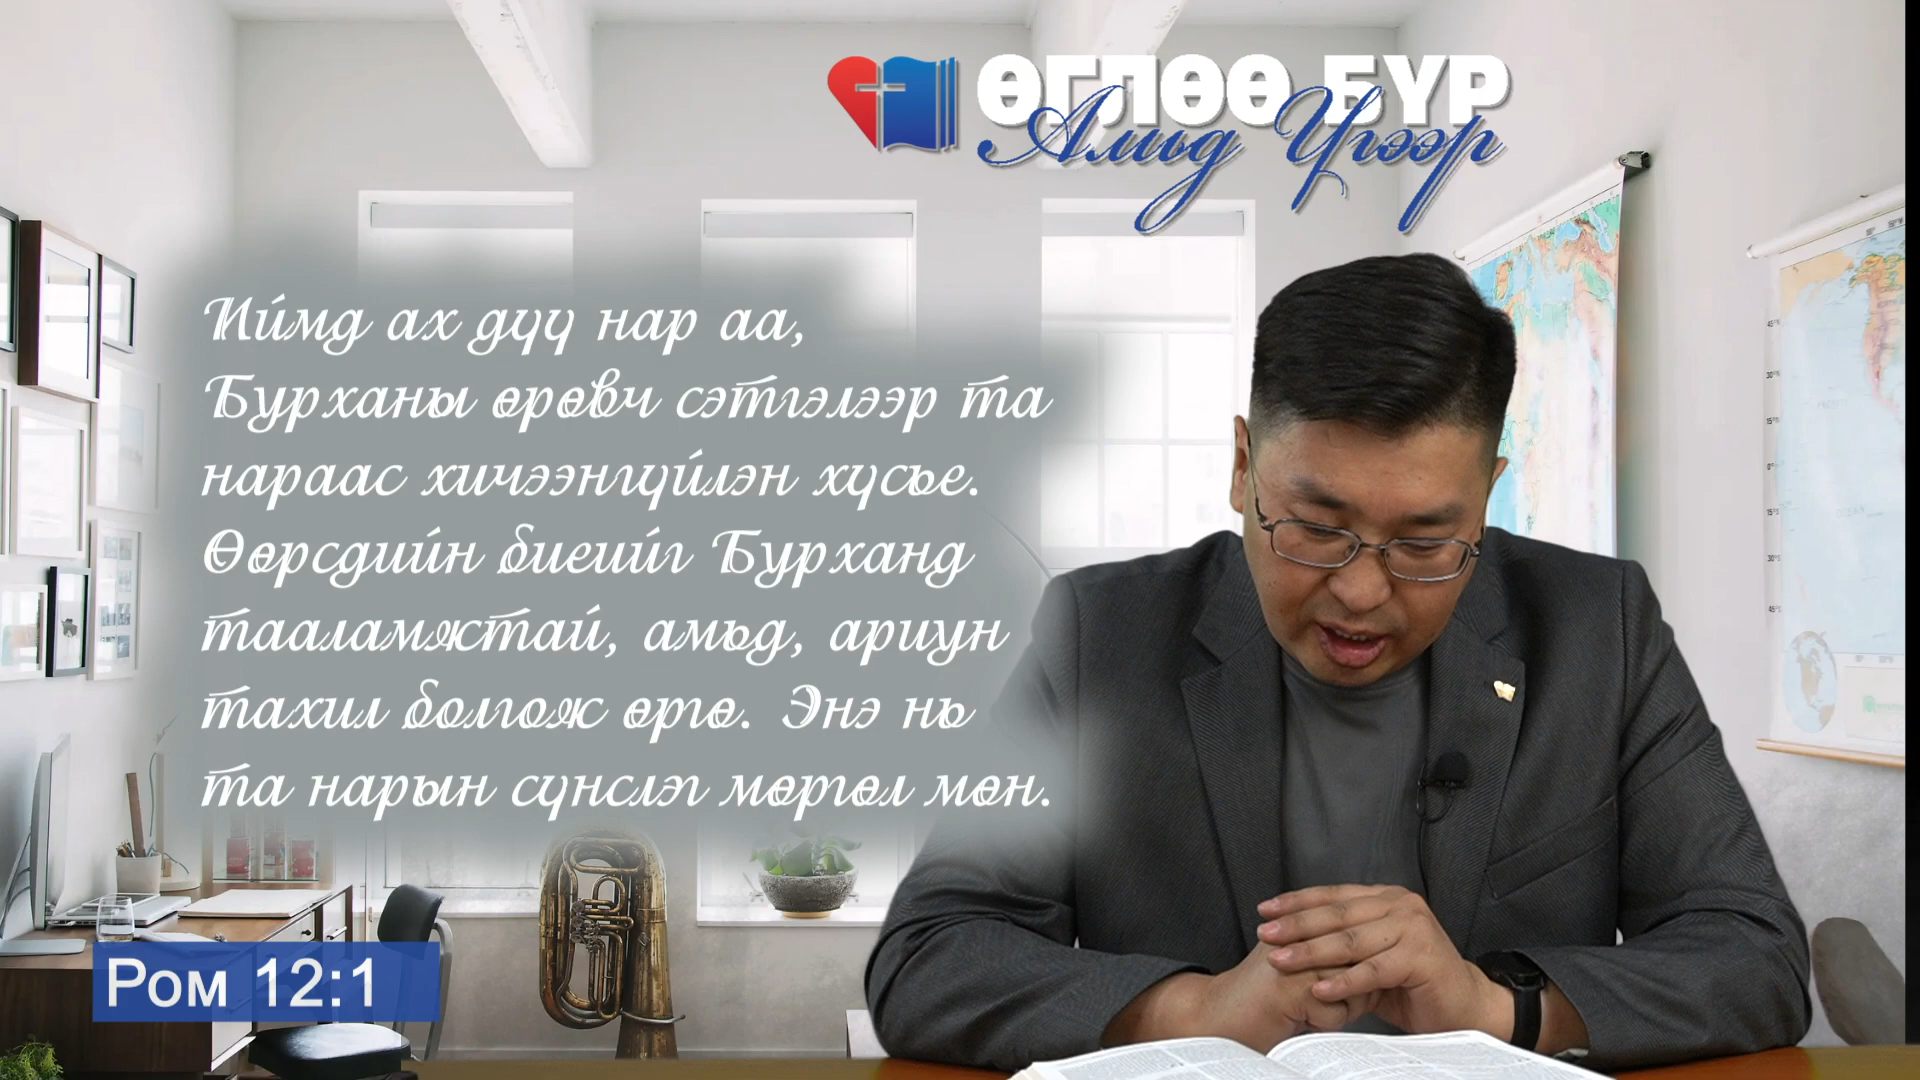 ӨГЛӨӨ БҮР
Амьд Үгээр
Иймд ах дүү нар аа,
Бурханы өрөвч сэтгэлээр та
нараас хичээнгүйлэн хүсье.
Өөрсдийн биеийг Бурханд
тааламжтай, амьд, ариун
тахил болгож өргө. Энэ нь
та нарын сүнслэг мөргөл мөн.
Ром 12:1